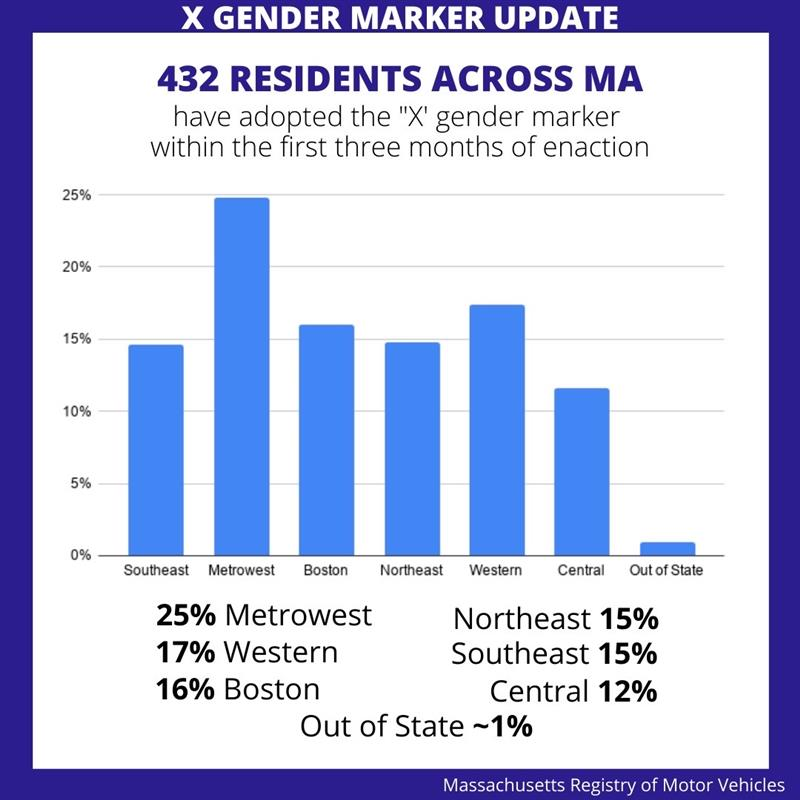 X GENDER MARKER UPDATE
432 RESIDENTS ACROSS MA
have adopted the "X' gender marker
within the first three months of enaction
25%
20%
15%
10%
5%
0%
Southeast Metrowest Boston Northeast Western Central Out of State
25% Metrowest
17% Western
16% Boston
Northeast 15%
Southeast 15%
Central 12%
Out of State ~1%
Massachusetts Registry of Motor Vehicles